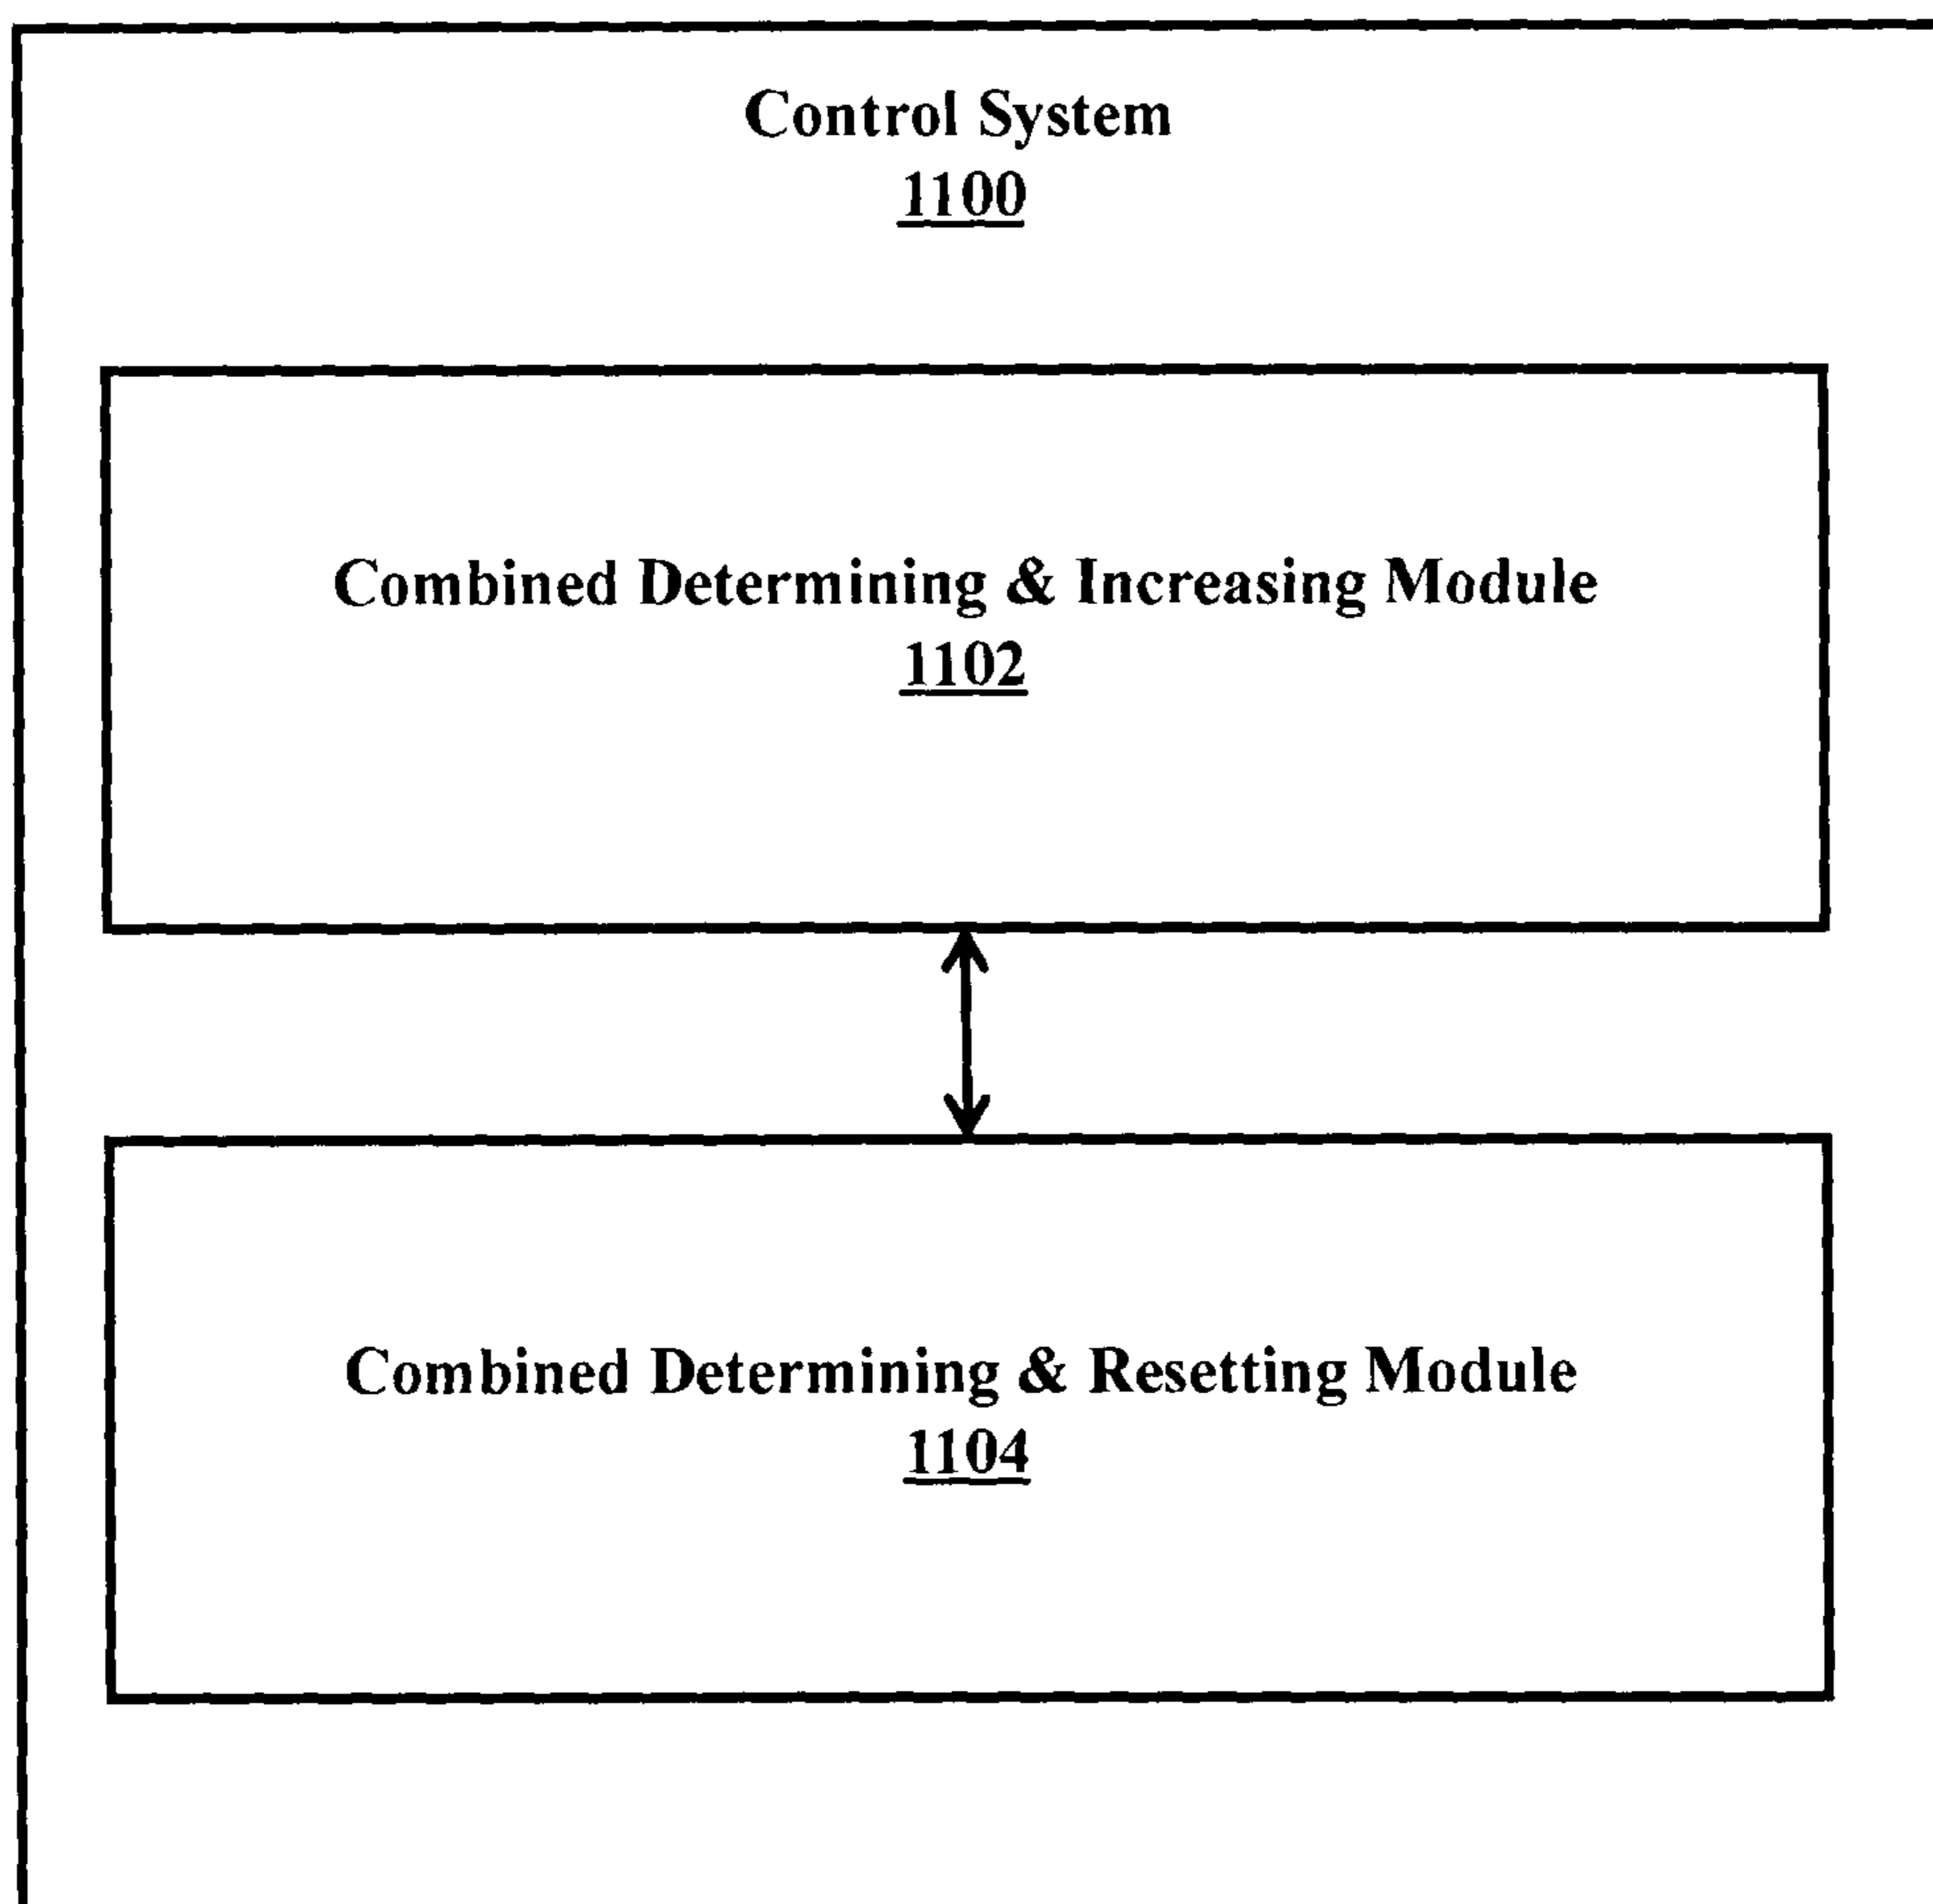 Control System
1100
Combined Determining & Increasing Module
1102
Combined Determining & Resetting Module
1104